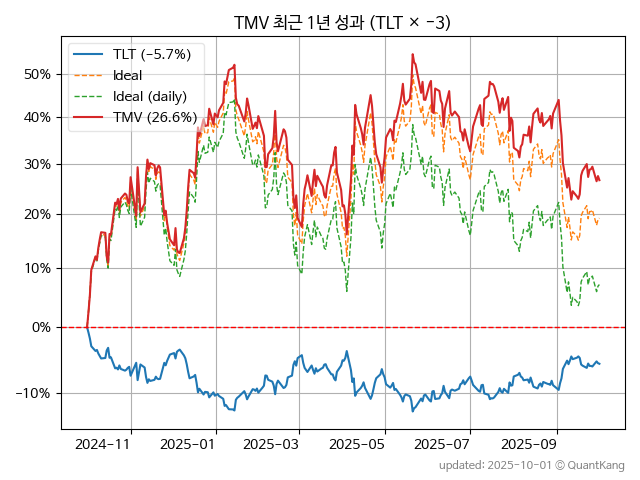 TMV 최근 1년 성과 (TLT × −3)
TLT (−5.7%)
Ideal
Ideal (daily)
TMV (26.6%)
50%
40%
30%
20%
10%
0%
−10%
2024-11 2025-01 2025-03 2025-05 2025-07 2025-09
updated: 2025-10-01 © QuantKang